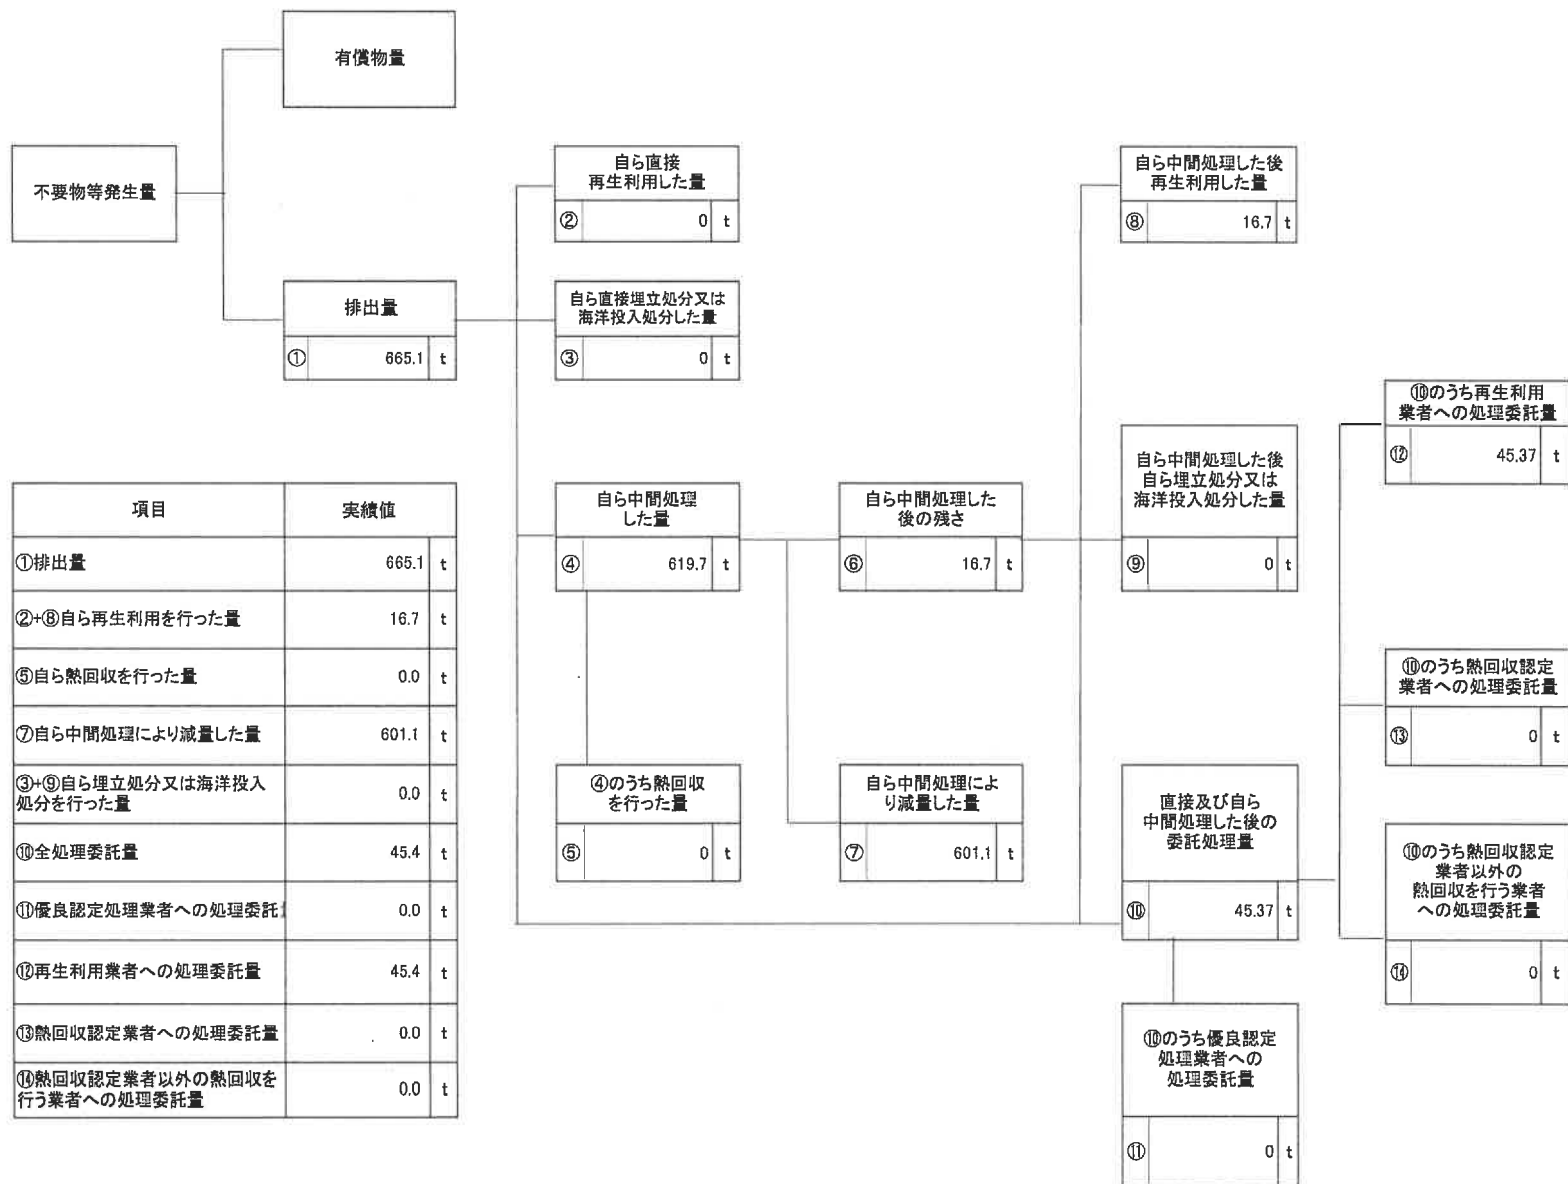 有償物量
不要物等発生量
排出量
① 665.1 t
自ら直接
再生利用した量
② 0 t
自ら直接埋立処分又は
海洋投入処分した量
③ 0 t
自ら中間処理
した量
④ 619.7 t
④のうち熱回収
を行った量
⑤ 0 t
自ら中間処理した
後の残さ
⑥ 16.7 t
自ら中間処理によ
り減量した量
⑦ 601.1 t
自ら中間処理した後
再生利用した量
⑧ 16.7 t
自ら中間処理した後
自ら埋立処分又は
海洋投入処分した量
⑨ 0 t
直接及び自ら
中間処理した後の
委託処理量
⑩ 45.37 t
⑩のうち優良認定
処理業者への
処理委託量
⑪ 0 t
⑩のうち再生利用
業者への処理委託量
⑫ 45.37 t
⑩のうち熱回収認定
業者への処理委託量
⑬ 0 t
⑩のうち熱回収認定
業者以外の
熱回収を行う業者
への処理委託量
⑭ 0 t
項目 実績値
①排出量 665.1 t
②+⑧自ら再生利用を行った量 16.7 t
⑤自ら熱回収を行った量 0.0 t
⑦自ら中間処理により減量した量 601.1 t
③+⑨自ら埋立処分又は海洋投入
処分を行った量 0.0 t
⑩全処理委託量 45.4 t
⑪優良認定処理業者への処理委託 0.0 t
⑫再生利用業者への処理委託量 45.4 t
⑬熱回収認定業者への処理委託量 0.0 t
⑭熱回収認定業者以外の熱回収を
行う業者への処理委託量 0.0 t